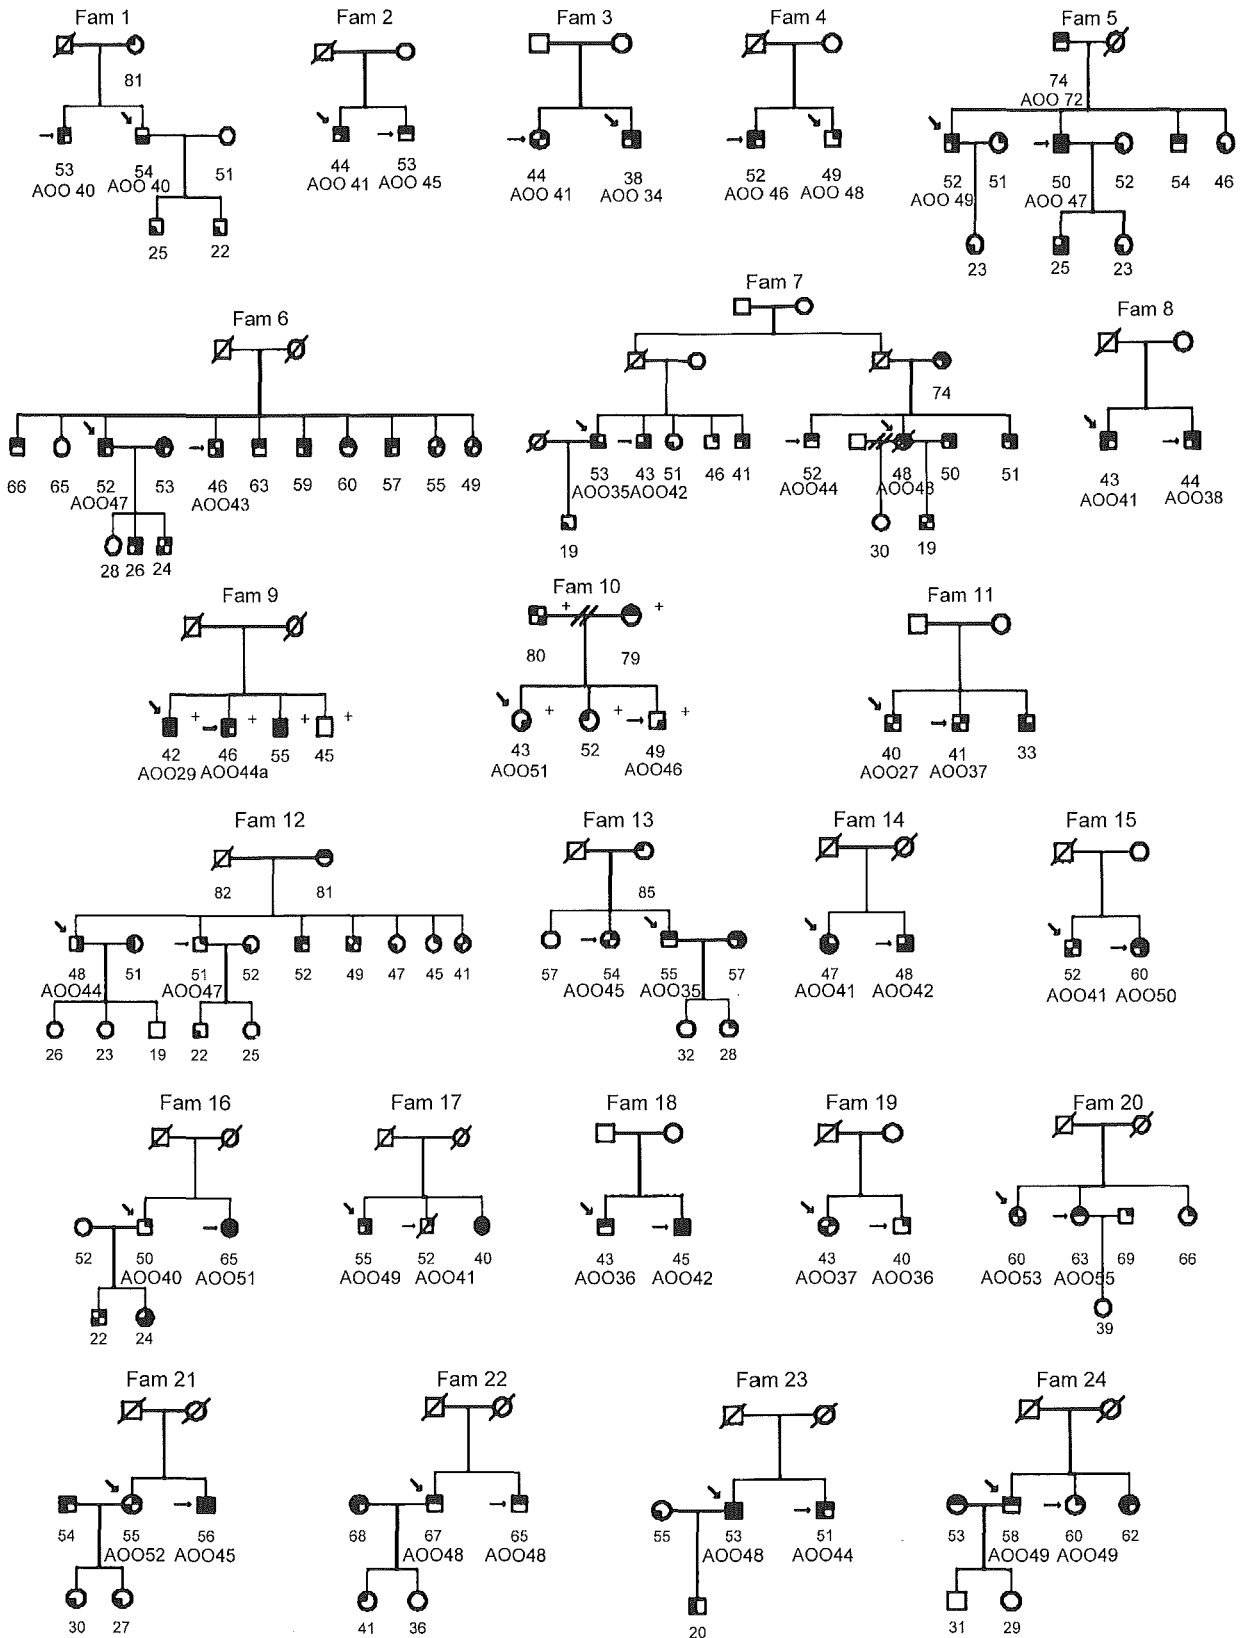 Fam 1 Fam 2 Fam 3 Fam 4 Fam 5
81
74
AOO 72
53 54 51
AOO 40 AOO 40
44 53
AOO 41 AOO 45
44 38
AOO 41 AOO 34
52 49
AOO 46 AOO 48
52 51 50 52 54 46
AOO 49 AOO 47
25 22
23 25 23
Fam 6 Fam 7 Fam 8
74
66 65 52 53 46 63 59 60 57 55 49
AOO47 AOO43
53 43 51 46 41 52 48 50 51
AOO35 AOO42 AOO44 AOO43
43 44
AOO41 AOO38
28 26 24
19 30 19
Fam 9 Fam 10 Fam 11
+ +
80 79
+ + + +
42 46 55 45
AOO29 AOO44a
+ + +
43 52 49
AOO51 AOO46
40 41 33
AOO27 AOO37
Fam 12 Fam 13 Fam 14 Fam 15
82 81 85
48 51 51 52 52 49 47 45 41
AOO44 AOO47
57 54 55 57
AOO45 AOO35
47 48
AOO41 AOO42
52 60
AOO41 AOO50
26 23 19 22 25
32 28
Fam 16 Fam 17 Fam 18 Fam 19 Fam 20
52 50 65
AOO40 AOO51
55 52 40
AOO49 AOO41
43 45
AOO36 AOO42
43 40
AOO37 AOO36
60 63 69 66
AOO53 AOO55
22 24
39
Fam 21 Fam 22 Fam 23 Fam 24
54 55 56
AOO52 AOO45
68 67 65
AOO48 AOO48
55 53 51
AOO48 AOO44
53 58 60 62
AOO49 AOO49
30 27
41 36
20
31 29